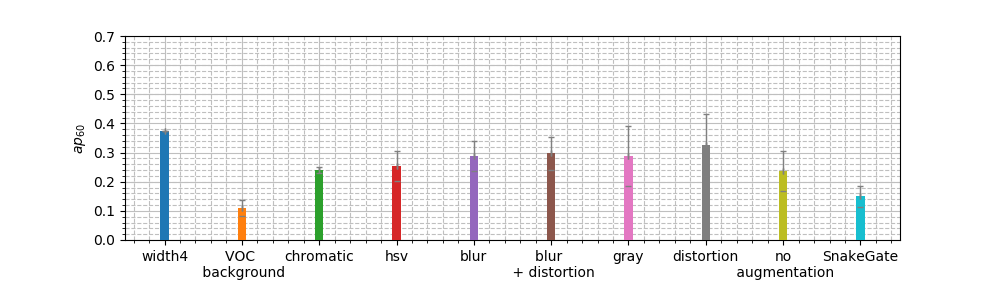 0.7
0.6
0.5
0.4
0.3
0.2
0.1
0.0
ap60
width4 VOC chromatic hsv blur blur gray distortion no SnakeGate
background + distortion augmentation